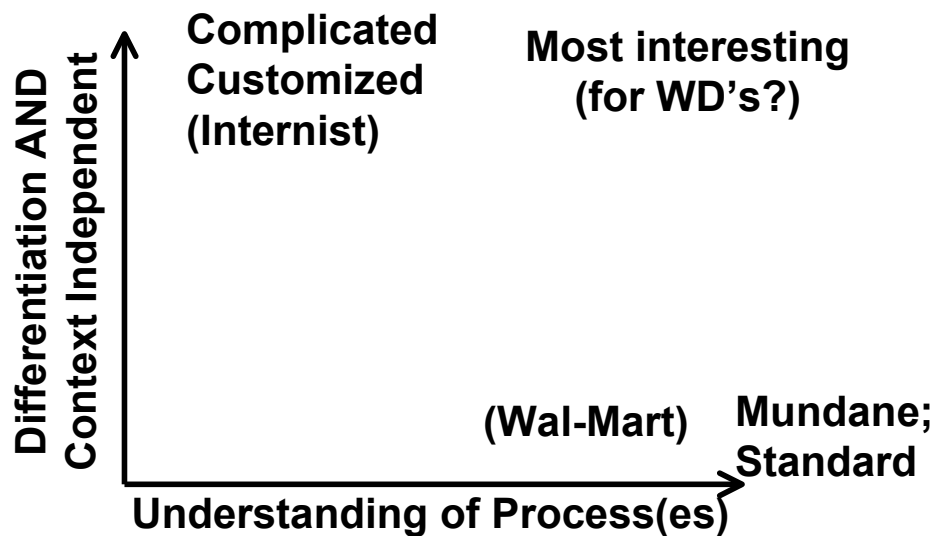 Differentiation AND
Context Independent
Complicated
Customized
(Internist)
Most interesting
(for WD's?)
(Wal-Mart)
Mundane;
Standard
Understanding of Process(es)